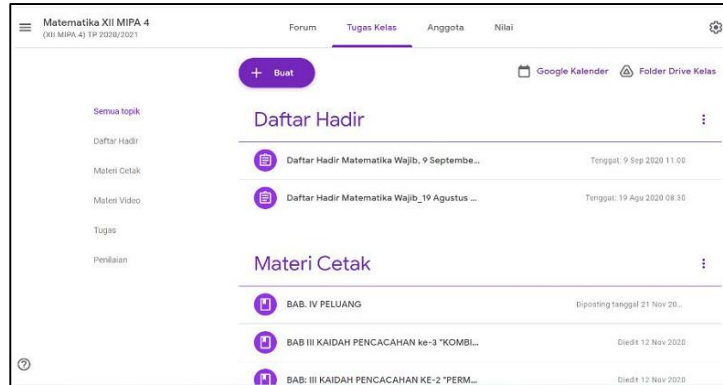 Matematika XII MIPA 4
(XII MIPA 4) TP 2020/2021
Forum Tugas Kelas Anggota Nilai
+ Buat
Google Kalender Folder Drive Kelas
Semua topik
Daftar Hadir
Materi Cetak
Materi Video
Tugas
Penilaian
Daftar Hadir
Daftar Hadir Matematika Wajib, 9 Septembe... Tenggat: 9 Sep 2020 11.00
Daftar Hadir Matematika Wajib_19 Agustus ... Tenggat: 19 Agu 2020 08.30
Materi Cetak
BAB. IV PELUANG Diposting tanggal 21 Nov 20...
BAB III KAIDAH PENCACAHAN ke-3 "KOMBI... Diedit 12 Nov 2020
BAB: III KAIDAH PENCACAHAN KE-2 "PERM... Diedit 12 Nov 2020